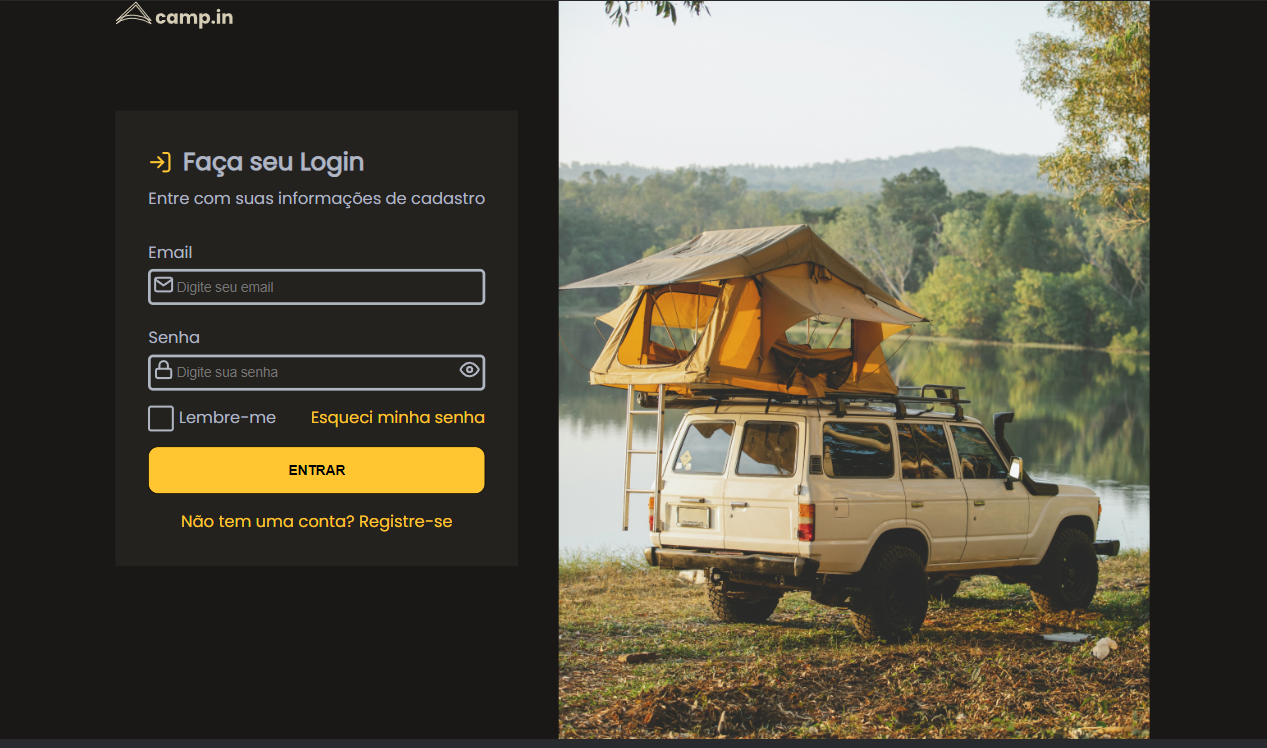 camp.in
Faça seu Login
Entre com suas informações de cadastro
Email
Digite seu email
Senha
Digite sua senha
Lembre-me Esqueci minha senha
ENTRAR
Não tem uma conta? Registre-se